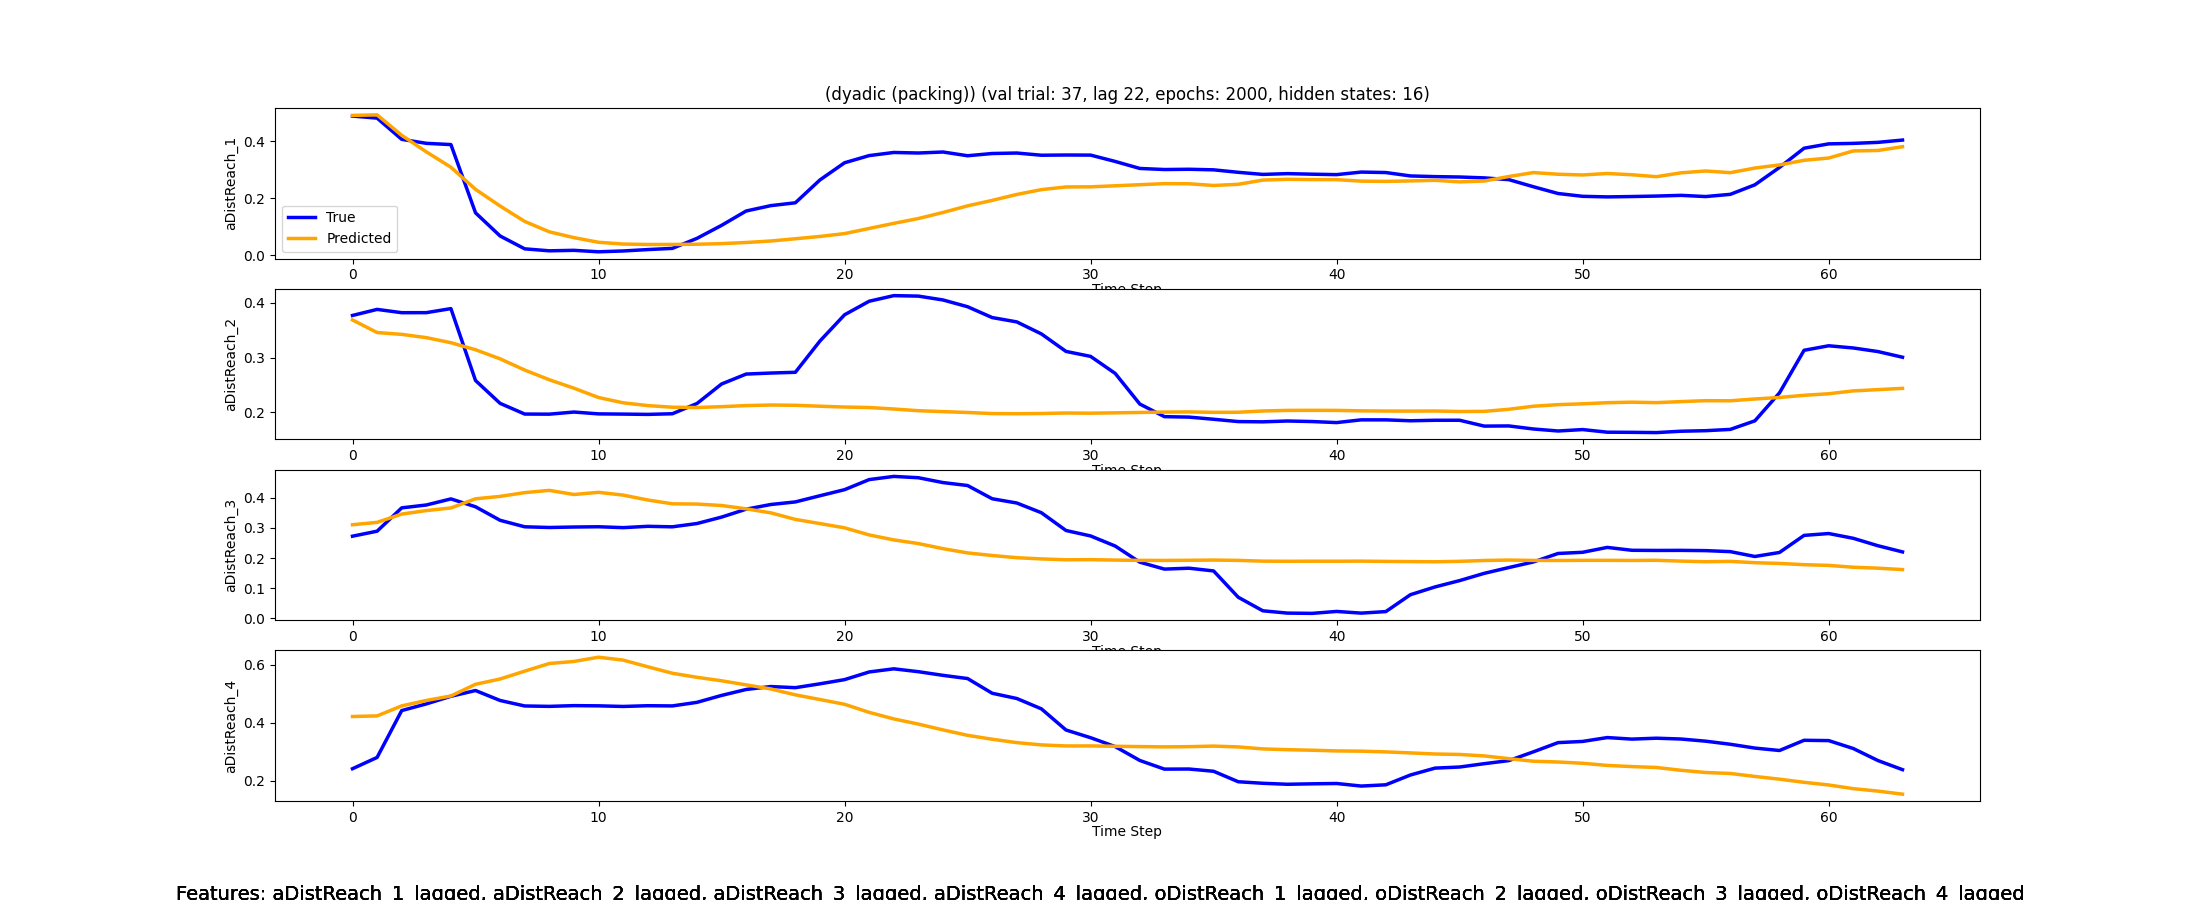 (dyadic (packing)) (val trial: 37, lag 22, epochs: 2000, hidden states: 16)
aDistReach_1
0.4
0.2
0.0
True
Predicted
0 10 20 30 40 50 60
Time Step
aDistReach_2
0.4
0.3
0.2
0 10 20 30 40 50 60
Time Step
aDistReach_3
0.4
0.3
0.2
0.1
0.0
0 10 20 30 40 50 60
Time Step
aDistReach_4
0.6
0.4
0.2
0 10 20 30 40 50 60
Time Step
Features: aDistReach_1_lagged, aDistReach_2_lagged, aDistReach_3_lagged, aDistReach_4_lagged, oDistReach_1_lagged, oDistReach_2_lagged, oDistReach_3_lagged, oDistReach_4_lagged